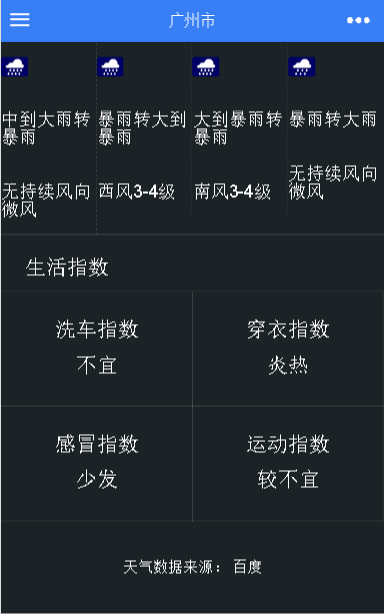 广州市
中到大雨转
暴雨
暴雨转大到
暴雨
大到暴雨转
暴雨
暴雨转大雨
无持续风向
微风
西风3-4级
南风3-4级
无持续风向
微风
生活指数
洗车指数
不宜
穿衣指数
炎热
感冒指数
少发
运动指数
较不宜
天气数据来源：百度